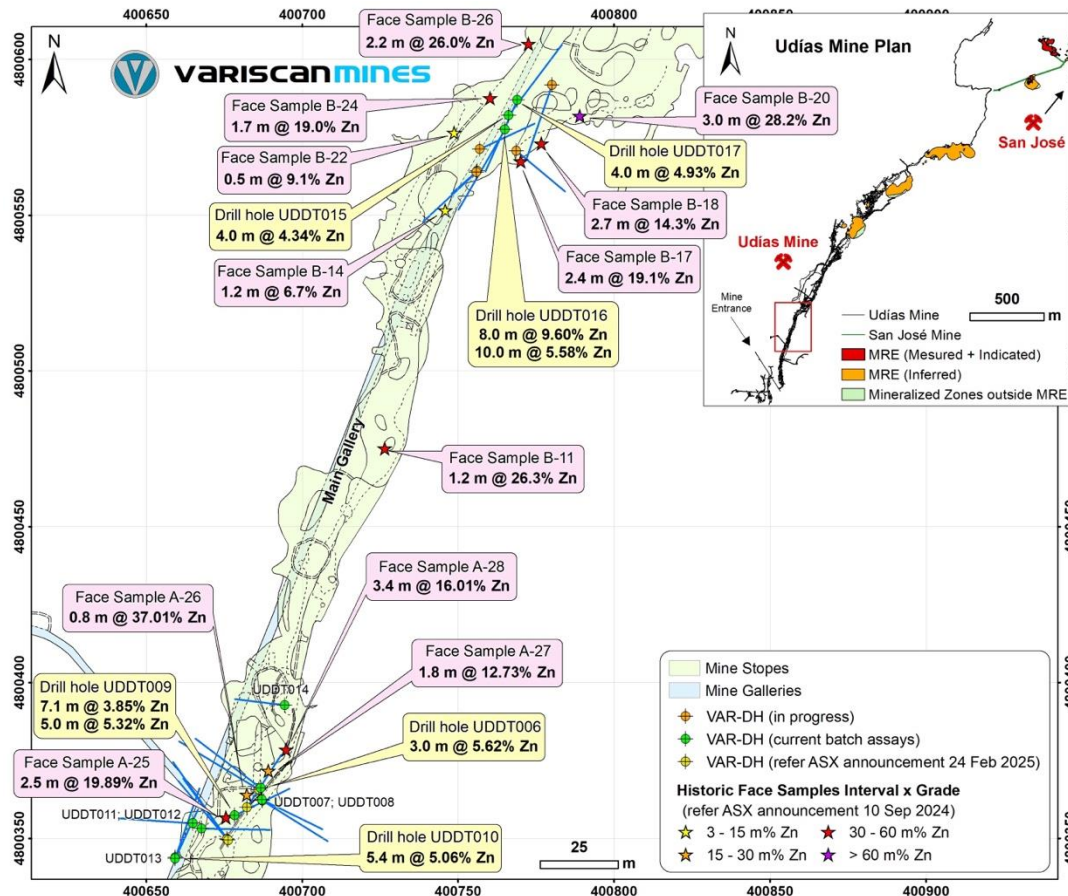 400650
400700
400750
400800
400850
400900
4800600
4800550
4800500
4800450
4800400
4800350
4800450
4800400
4800350
N
VARISCANMINES
Face Sample B-26
2.2 m @ 26.0% Zn
Face Sample B-24
1.7 m @ 19.0% Zn
Face Sample B-22
0.5 m @ 9.1% Zn
Drill hole UDDT015
4.0 m @ 4.34% Zn
Face Sample B-14
1.2 m @ 6.7% Zn
Face Sample B-20
3.0 m @ 28.2% Zn
Drill hole UDDT017
4.0 m @ 4.93% Zn
Face Sample B-18
2.7 m @ 14.3% Zn
Face Sample B-17
2.4 m @ 19.1% Zn
Drill hole UDDT016
8.0 m @ 9.60% Zn
10.0 m @ 5.58% Zn
Main Gallery
Face Sample B-11
1.2 m @ 26.3% Zn
Face Sample A-28
3.4 m @ 16.01% Zn
Face Sample A-26
0.8 m @ 37.01% Zn
Face Sample A-27
1.8 m @ 12.73% Zn
UDDT014
Drill hole UDDT009
7.1 m @ 3.85% Zn
5.0 m @ 5.32% Zn
Drill hole UDDT006
3.0 m @ 5.62% Zn
Face Sample A-25
2.5 m @ 19.89% Zn
UDDT007; UDDT008
UDDT011; UDDT012
UDDT013
Drill hole UDDT010
5.4 m @ 5.06% Zn
25
m
N
Udías Mine Plan
San José
Udías Mine
Mine
Entrance
500
m
Udías Mine
San José Mine
MRE (Mesured + Indicated)
MRE (Inferred)
Mineralized Zones outside MRE
Mine Stopes
Mine Galleries
VAR-DH (in progress)
VAR-DH (current batch assays)
VAR-DH (refer ASX announcement 24 Feb 2025)
Historic Face Samples Interval x Grade
(refer ASX announcement 10 Sep 2024)
3 - 15 m% Zn
30 - 60 m% Zn
15 - 30 m% Zn
> 60 m% Zn
400650
400700
400750
400800
400850
400900